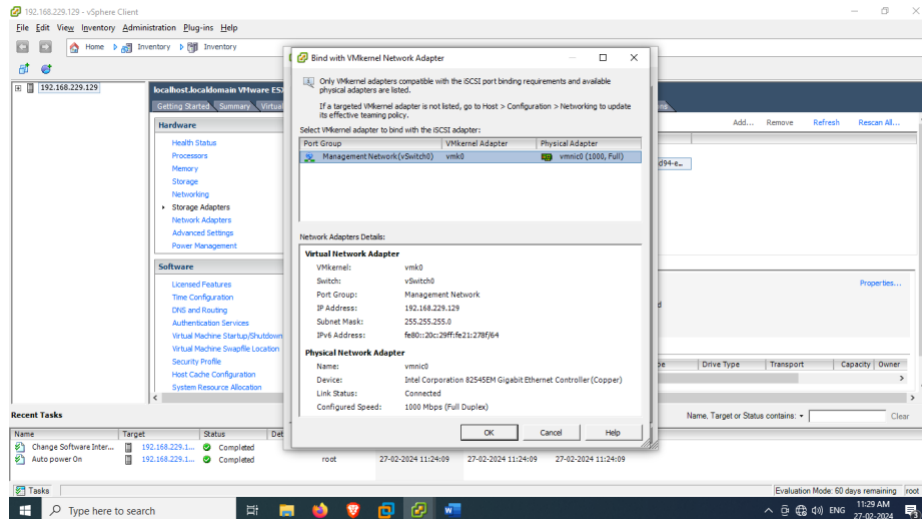 192.168.229.129 - vSphere Client
File Edit View Inventory Administration Plug-ins Help
Home Inventory Inventory
192.168.229.129
localhost.localdomain VMware ESX
Getting Started Summary Virtual
Hardware
Health Status
Processors
Memory
Storage
Networking
Storage Adapters
Network Adapters
Advanced Settings
Power Management
Software
Licensed Features
Time Configuration
DNS and Routing
Authentication Services
Virtual Machine Startup/Shutdown
Virtual Machine Swapfile Location
Security Profile
Host Cache Configuration
System Resource Allocation
Bind with VMkernel Network Adapter
Only VMkernel adapters compatible with the iSCSI port binding requirements and available
physical adapters are listed.
If a targeted VMkernel adapter is not listed, go to Host > Configuration > Networking to update
its effective teaming policy.
Select VMkernel adapter to bind with the iSCSI adapter:
Port Group VMkernel Adapter Physical Adapter
Management Network(vSwitch0) vmk0 vmnic0 (1000, Full)
Network Adapters Details:
Virtual Network Adapter
VMkernel: vmk0
Switch: vSwitch0
Port Group: Management Network
IP Address: 192.168.229.129
Subnet Mask: 255.255.255.0
IPv6 Address: fe80::20c:29ff:fe21:278f/64
Physical Network Adapter
Name: vmnic0
Device: Intel Corporation 82545EM Gigabit Ethernet Controller (Copper)
Link Status: Connected
Configured Speed: 1000 Mbps (Full Duplex)
OK Cancel Help
Add... Remove Refresh Rescan All...
d94-e...
Properties...
Drive Type Transport Capacity Owner
Recent Tasks
Name, Target or Status contains: Clear
Name Target Status Det
Change Software Inter... 192.168.229.1... Completed
Auto power On 192.168.229.1... Completed root 27-02-2024 11:24:09 27-02-2024 11:24:09 27-02-2024 11:24:09
Tasks Evaluation Mode: 60 days remaining root
Type here to search ENG 11:29 AM
27-02-2024